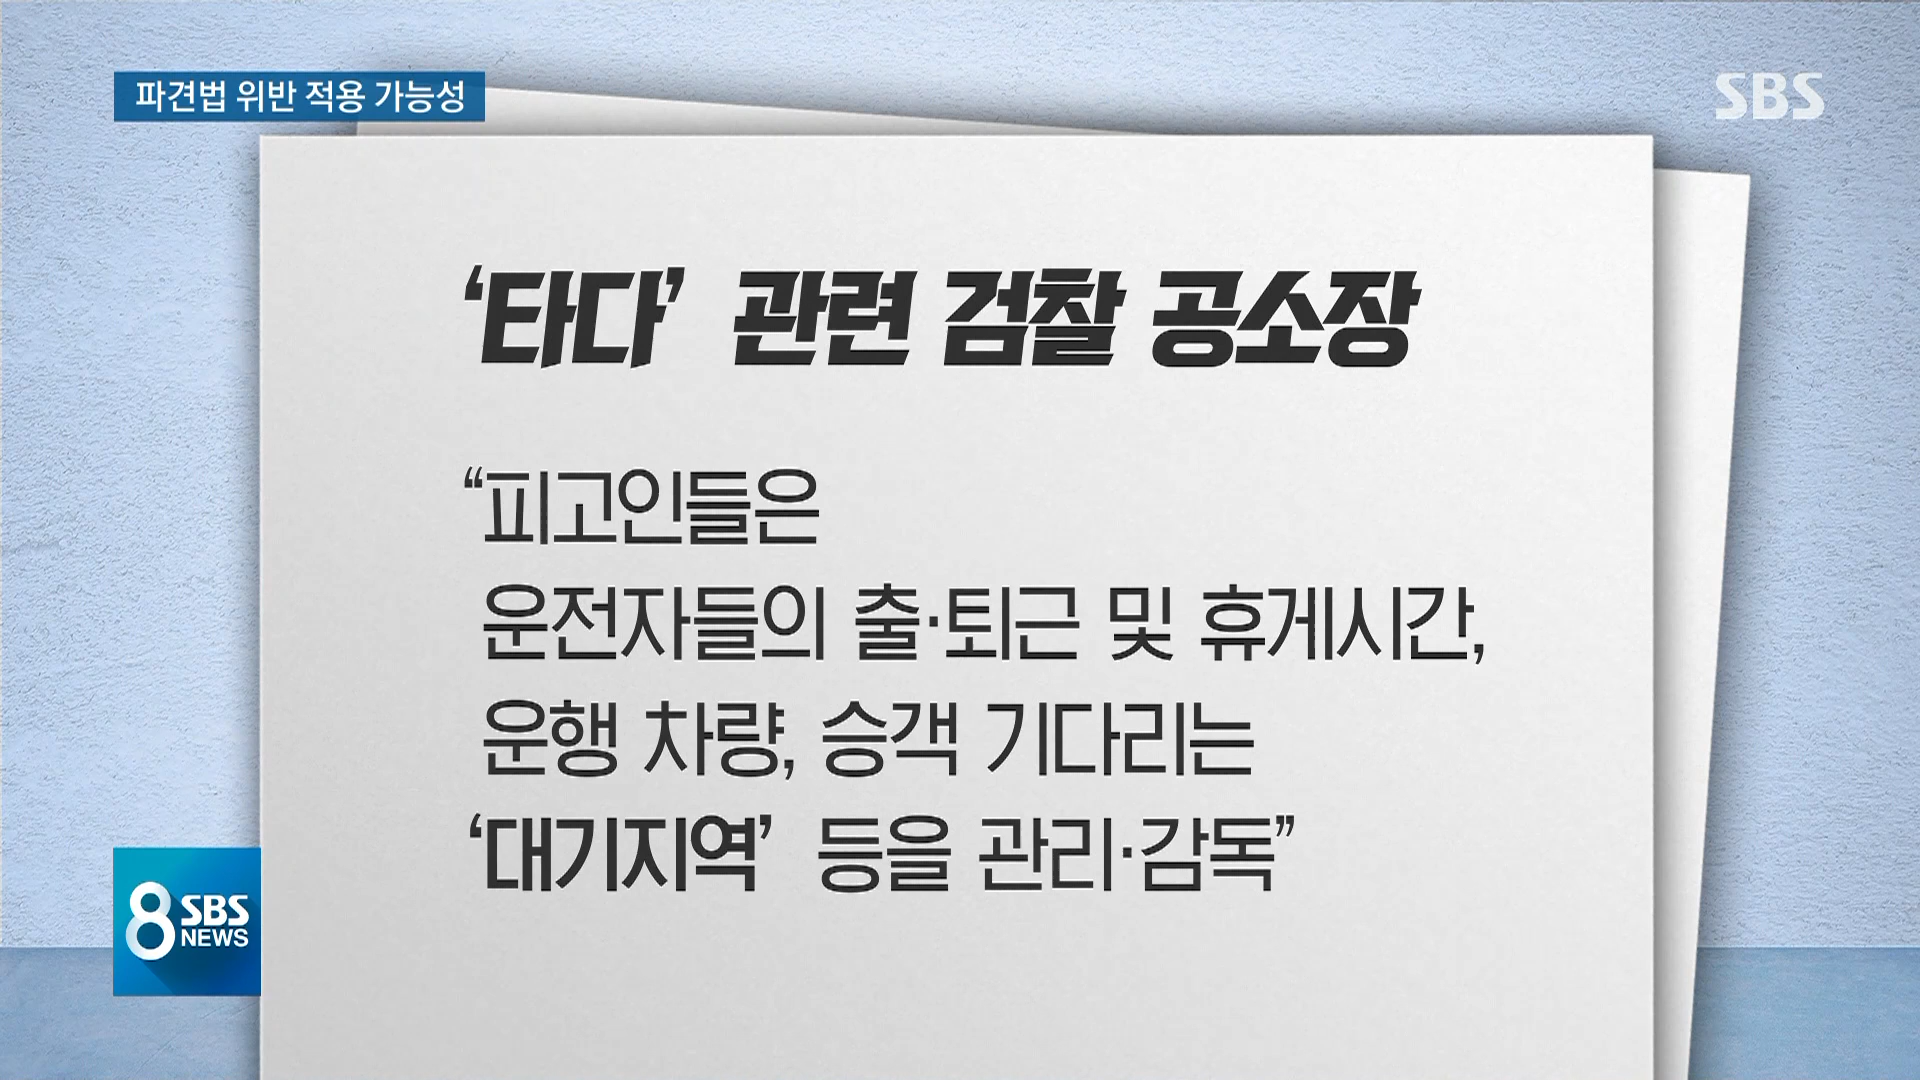 파견법 위반 적용 가능성
SBS
‘타다’ 관련 검찰 공소장
“피고인들은
운전자들의 출·퇴근 및 휴게시간,
운행 차량, 승객 기다리는
‘대기지역’ 등을 관리·감독”
8 SBS
NEWS